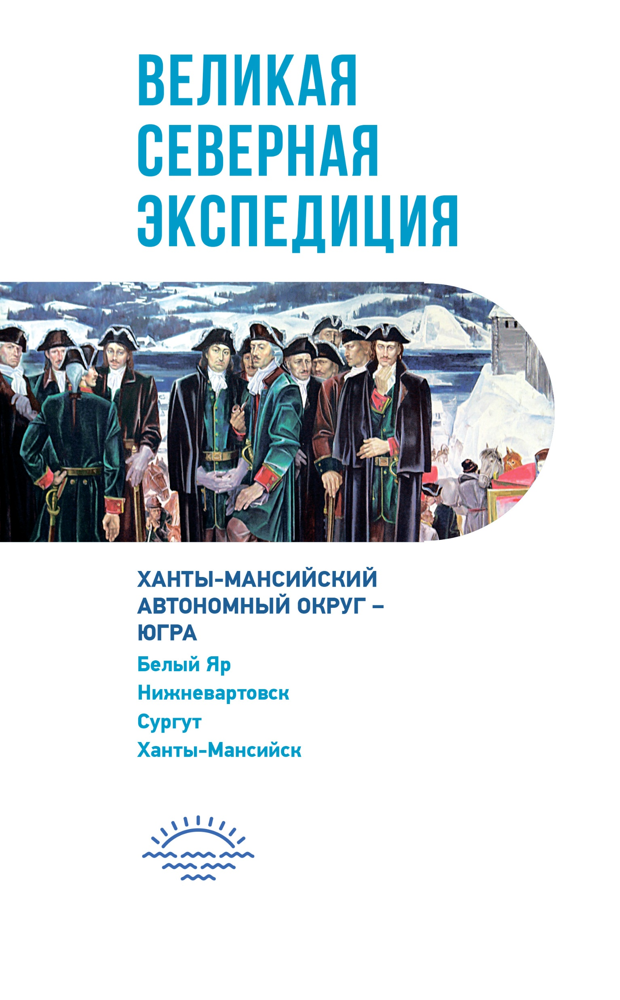 ВЕЛИКАЯ
СЕВЕРНАЯ
ЭКСПЕДИЦИЯ
ХАНТЫ-МАНСИЙСКИЙ
АВТОНОМНЫЙ ОКРУГ –
ЮГРА
Белый Яр
Нижневартовск
Сургут
Ханты-Мансийск